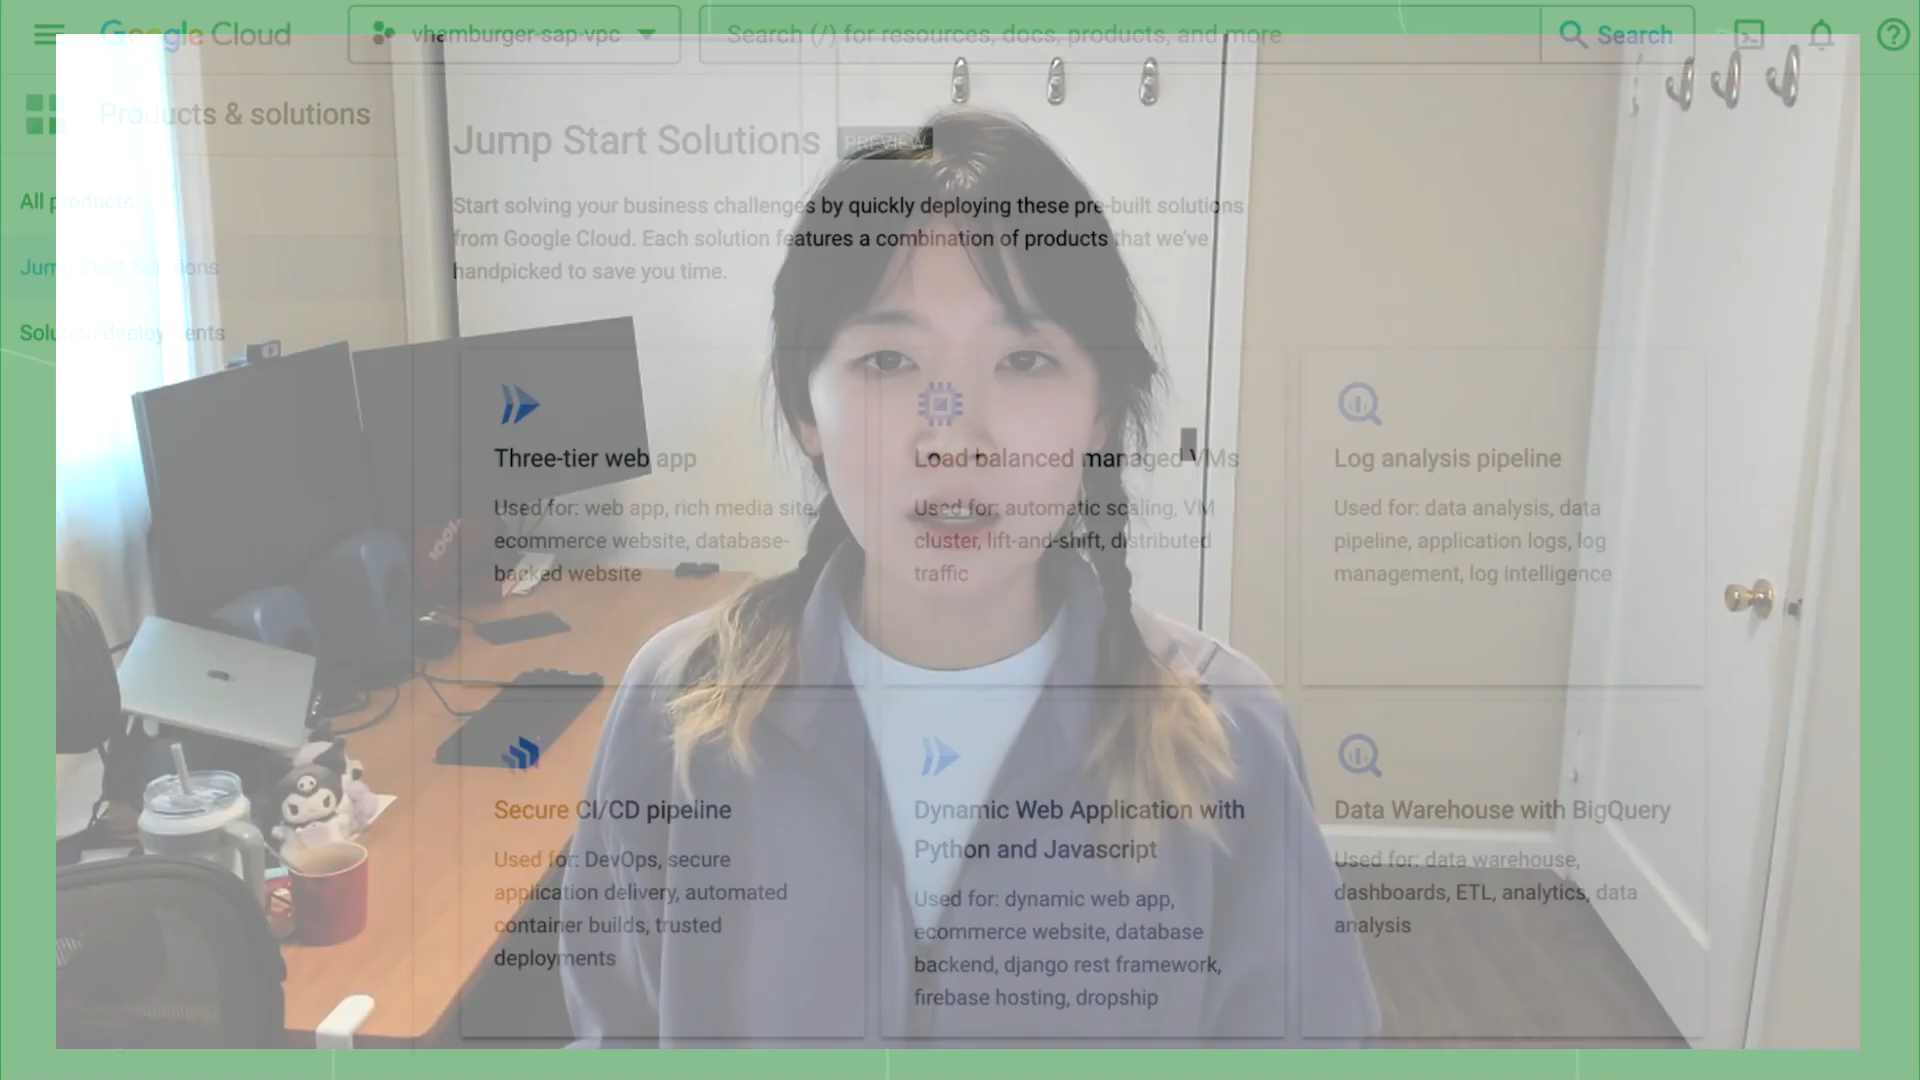 Google Cloud
vhamburger-sap-vpc
Search (/) for resources, docs, products, and more
Search
Products & solutions
All products
Jump Start Solutions
Solution deployments
Jump Start Solutions PREVIEW
Start solving your business challenges by quickly deploying these pre-built solutions
from Google Cloud. Each solution features a combination of products that we've
handpicked to save you time.
Three-tier web app
Used for: web app, rich media site,
ecommerce website, database-
backed website
Load balanced managed VMs
Used for: automatic scaling, VM
cluster, lift-and-shift, distributed
traffic
Log analysis pipeline
Used for: data analysis, data
pipeline, application logs, log
management, log intelligence
Secure CI/CD pipeline
Used for: DevOps, secure
application delivery, automated
container builds, trusted
deployments
Dynamic Web Application with
Python and Javascript
Used for: dynamic web app,
ecommerce website, database
backend, django rest framework,
firebase hosting, dropship
Data Warehouse with BigQuery
Used for: data warehouse,
dashboards, ETL, analytics, data
analysis